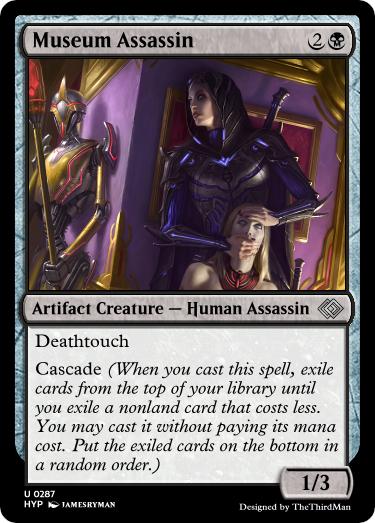 Museum Assassin 2
Artifact Creature — Human Assassin
Deathtouch
Cascade (When you cast this spell, exile
cards from the top of your library until
you exile a nonland card that costs less.
You may cast it without paying its mana
cost. Put the exiled cards on the bottom in
a random order.)
1/3
U 0287
HYP JAMESRYMAN
Designed by TheThirdMan